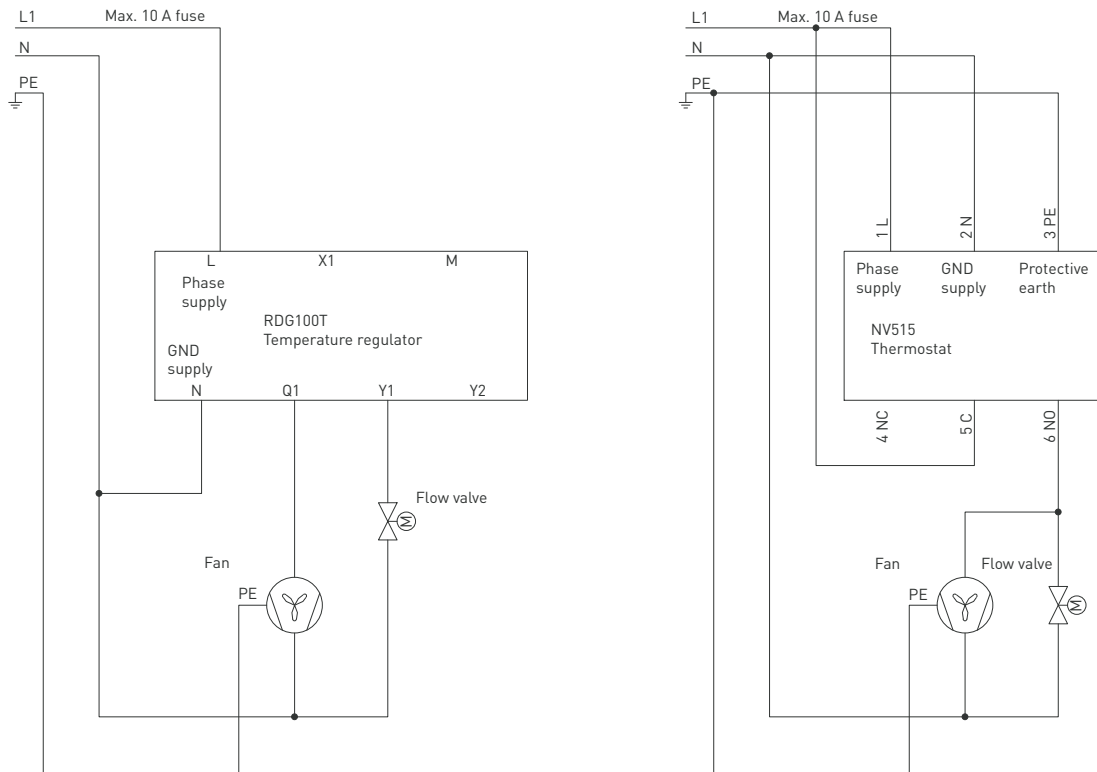 L1 Max. 10 A fuse
N
PE
L X1 M
Phase
supply
RDG100T
Temperature regulator
GND
supply
N Q1 Y1 Y2
Flow valve
Fan
PE
L1 Max. 10 A fuse
N
PE
1 L 2 N 3 PE
Phase
supply
GND
supply
Protective
earth
NV515
Thermostat
4 NC 5 C 6 NO
Fan Flow valve
PE
M
M